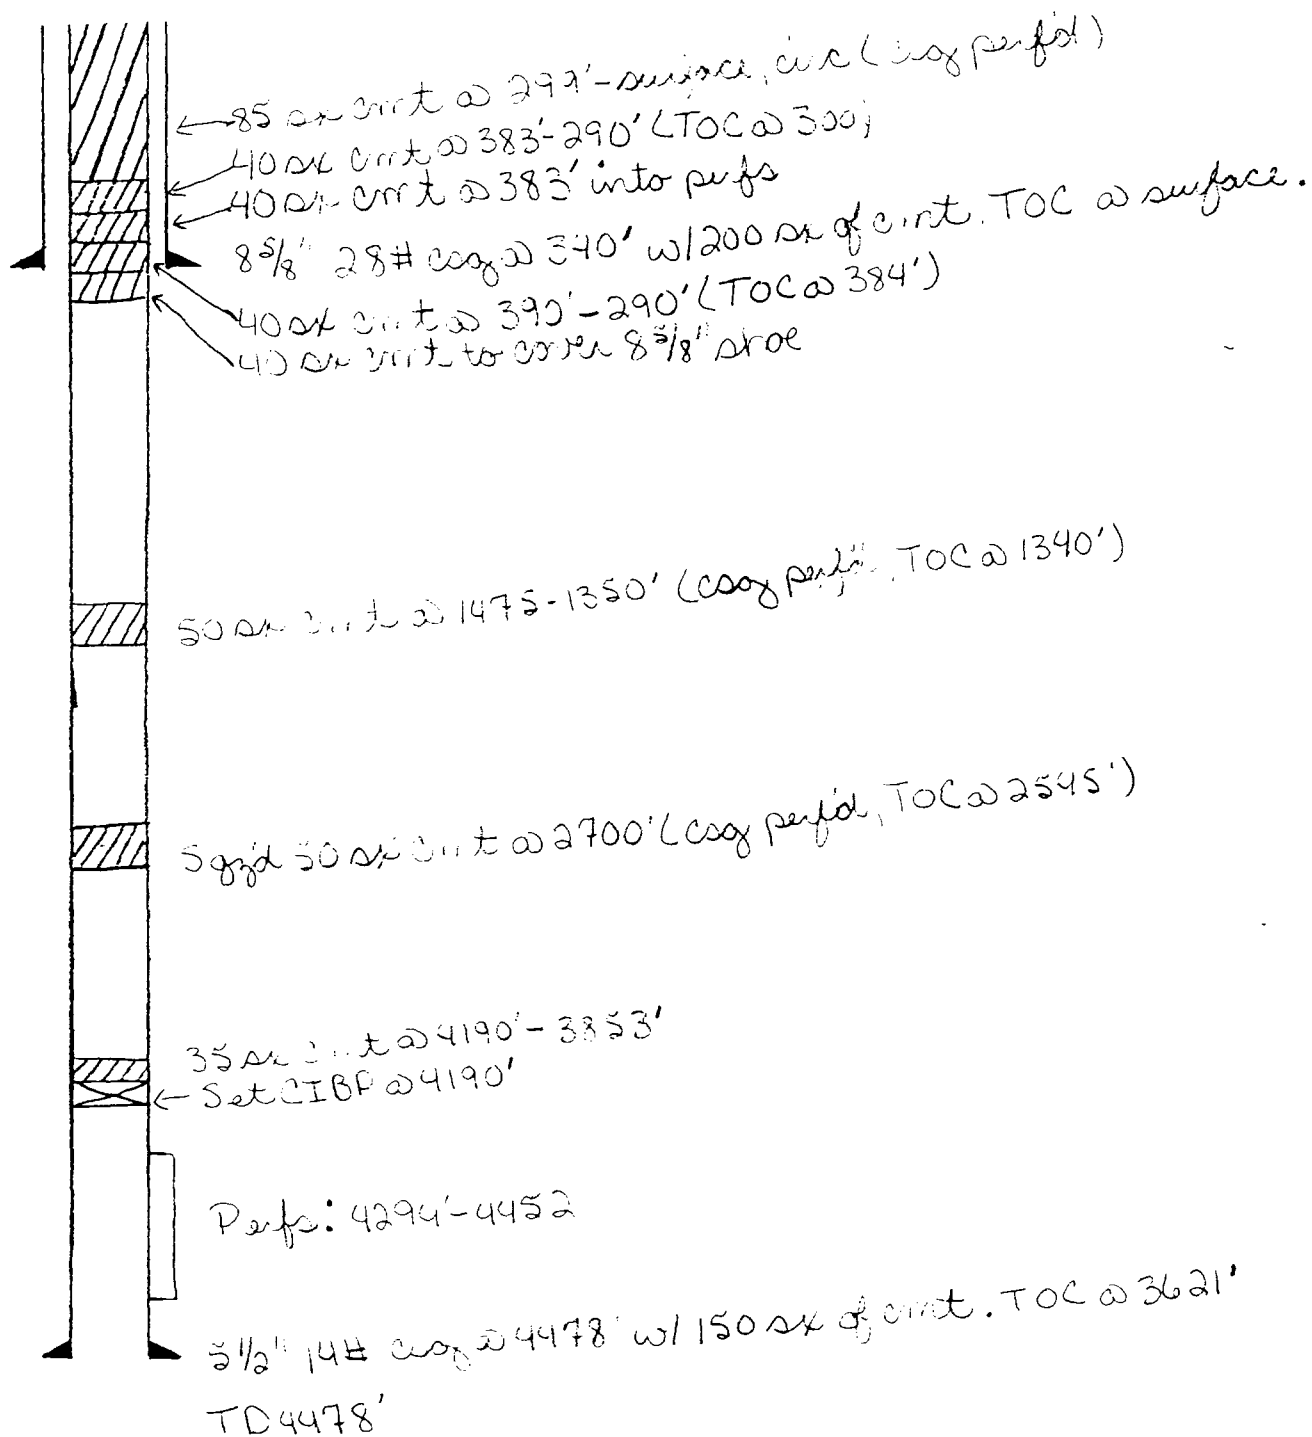 85 sx cmt @ 299'-surface, circ (csg perf'd)
40 sx cmt @ 383'-290' (TOC @ 300')
40 sx cmt @ 383' into perfs
8 5/8" 28# csg @ 340' w/200 sx of cmt. TOC @ surface.
40 sx cmt @ 390'-290' (TOC @ 384')
40 sx cmt to cover 8 5/8" shoe
50 sx cmt @ 1475-1350' (csg perf'd, TOC @ 1340')
Sqz'd 50 sx cmt @ 2700' (csg perf'd, TOC @ 2545')
35 sx cmt @ 4190'-3853'
Set CIBP @ 4190'
Perfs: 4294'-4452
5 1/2" 14# csg @ 4478' w/ 150 sx of cmt. TOC @ 3621'
TD 4478'